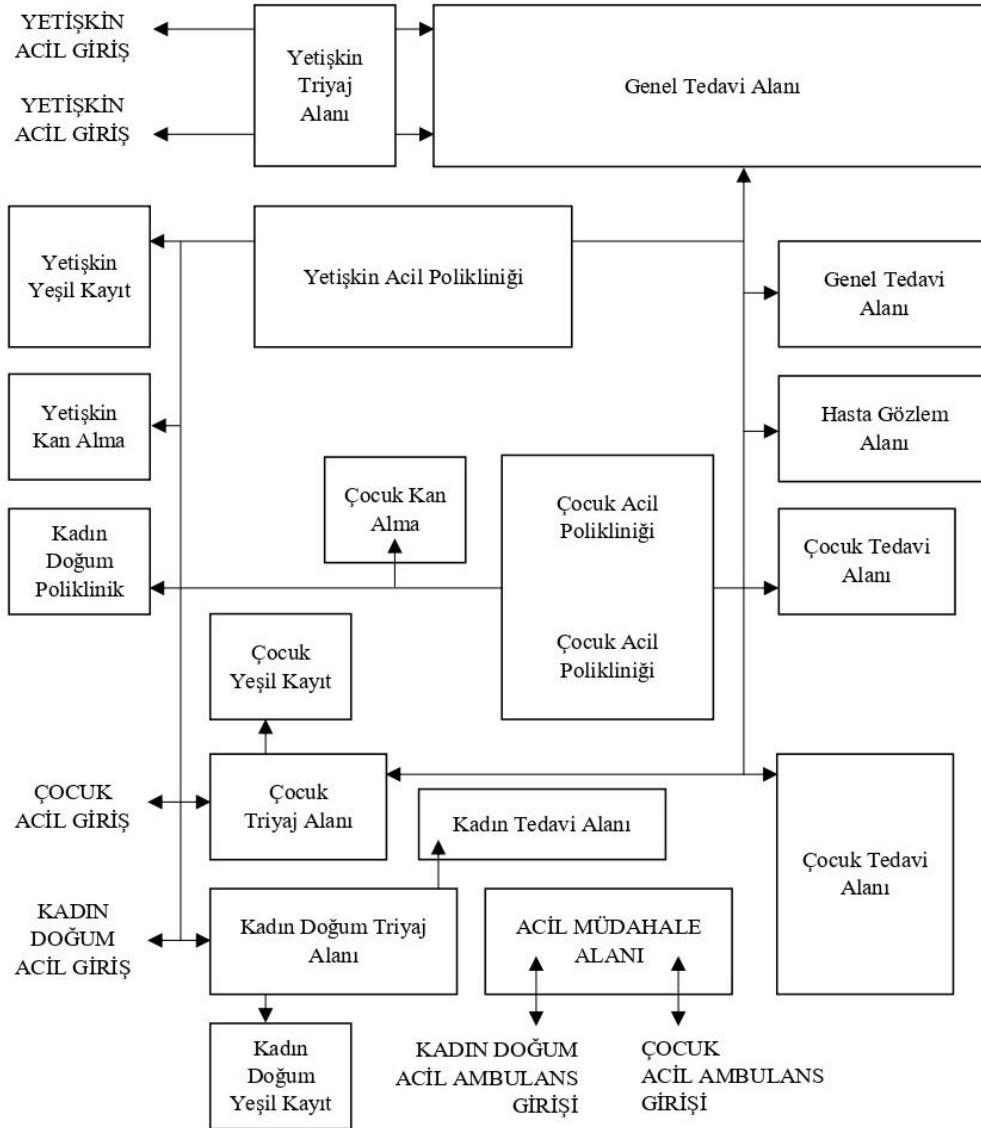 YETİŞKİN
ACİL GİRİŞ
YETİŞKİN
ACİL GİRİŞ
Yetişkin
Triyaj
Alanı
Genel Tedavi Alanı
Yetişkin
Yeşil Kayıt
Yetişkin Acil Polikliniği
Genel Tedavi
Alanı
Yetişkin
Kan Alma
Hasta Gözlem
Alanı
Çocuk Kan
Alma
Çocuk Acil
Polikliniği
Kadın
Doğum
Poliklinik
Çocuk Tedavi
Alanı
Çocuk Acil
Polikliniği
Çocuk
Yeşil Kayıt
ÇOCUK
ACİL GİRİŞ
Çocuk
Triyaj Alanı
Kadın Tedavi Alanı
Çocuk Tedavi
Alanı
KADIN
DOĞUM
ACİL GİRİŞ
Kadın Doğum Triyaj
Alanı
ACİL MÜDAHALE
ALANI
Kadın
Doğum
Yeşil Kayıt
KADIN DOĞUM
ACİL AMBULANS
GİRİŞİ
ÇOCUK
ACİL AMBULANS
GİRİŞİ